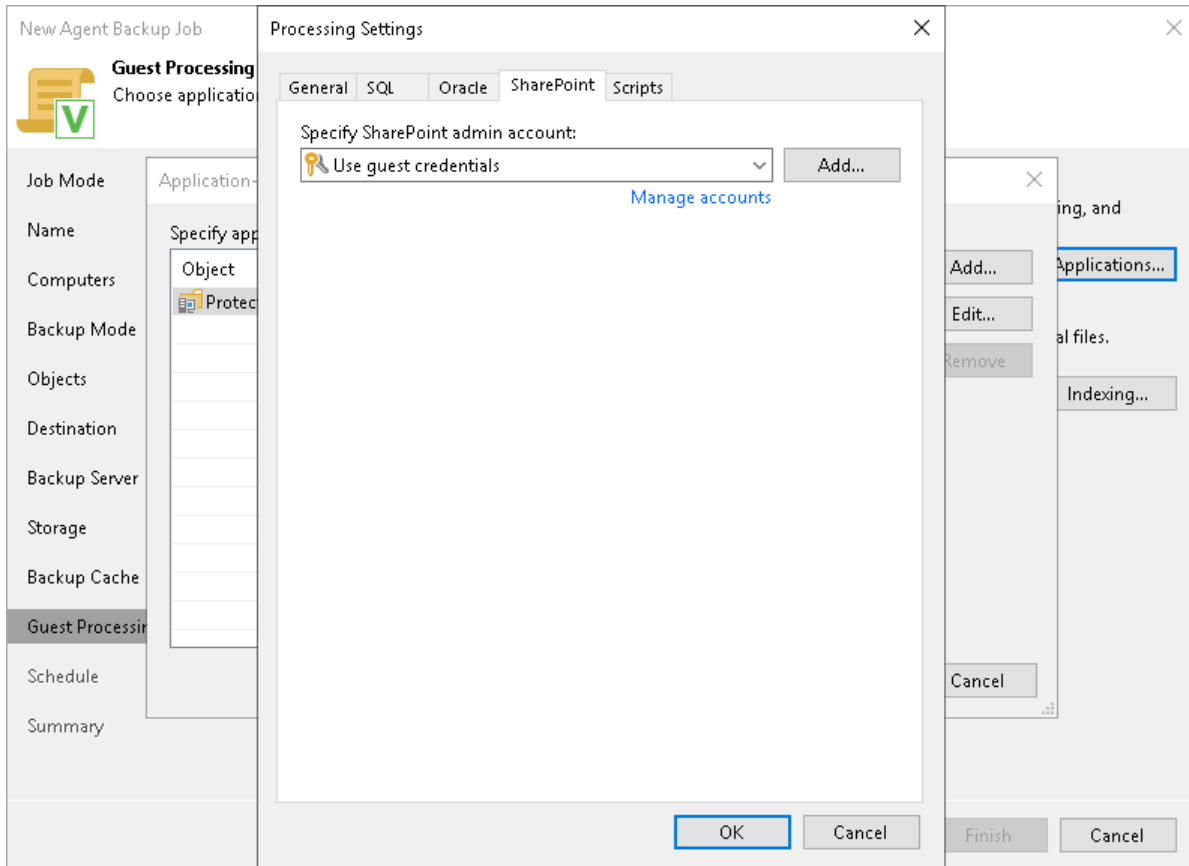 New Agent Backup Job
Guest Processing
Choose application
Job Mode
Name
Computers
Backup Mode
Objects
Destination
Backup Server
Storage
Backup Cache
Guest Processin
Schedule
Summary
Application-
Specify app
Object
Protec
Processing Settings
General SQL Oracle SharePoint Scripts
Specify SharePoint admin account:
Use guest credentials
Add...
Manage accounts
OK Cancel
Add...
Edit...
Remove
Cancel
ing, and
Applications...
al files.
Indexing...
Finish Cancel